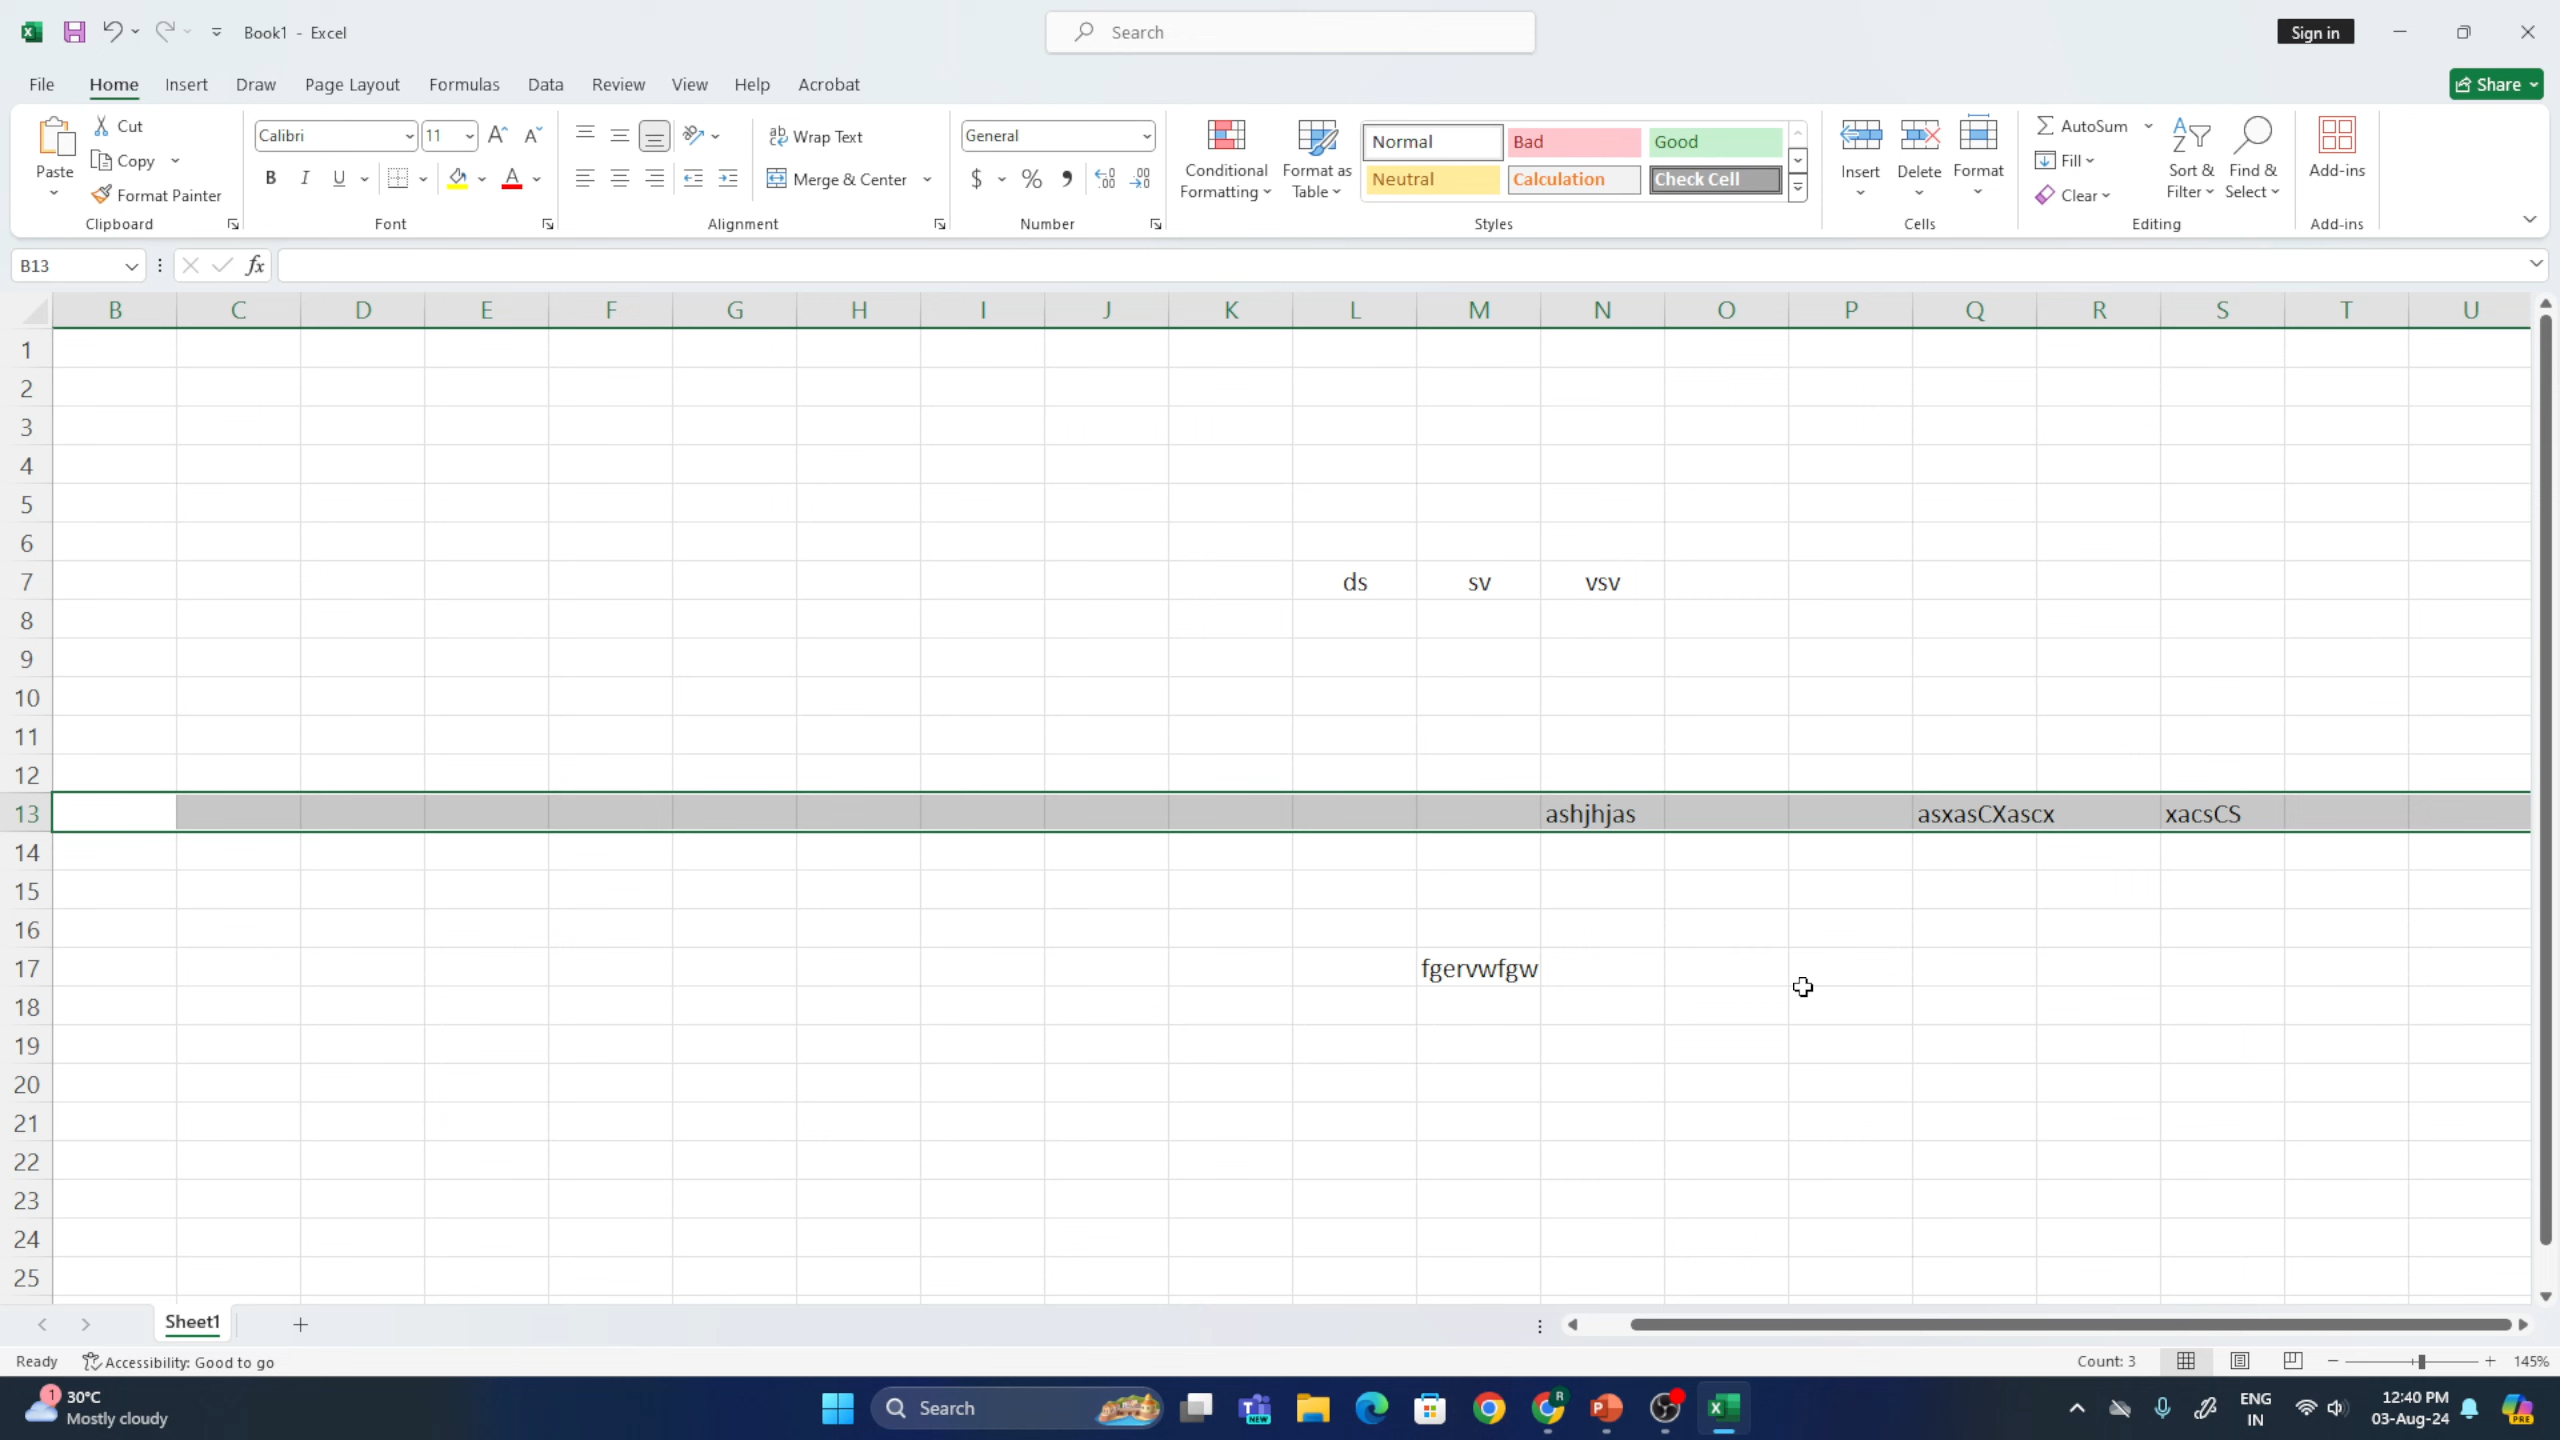 Book1 - Excel
Search
Sign in
File Home Insert Draw Page Layout Formulas Data Review View Help Acrobat
Share
Paste
Cut
Copy
Format Painter
Clipboard
Calibri 11
B I U A
Font
Wrap Text
Merge & Center
Alignment
General
$ % ,
Number
Conditional Formatting
Format as Table
Normal Bad Good
Neutral Calculation Check Cell
Styles
Insert Delete Format
Cells
AutoSum
Fill
Clear
Sort & Filter
Find & Select
Editing
Add-ins
Add-ins
B13 fx
B C D E F G H I J K L M N O P Q R S T U
1
2
3
4
5
6
7 ds sv vsv
8
9
10
11
12
13 ashjhjas asxasCXascx xacsCS
14
15
16
17 fgervwfgw
18
19
20
21
22
23
24
25
Sheet1
Ready Accessibility: Good to go Count: 3 145%
1 30°C
Mostly cloudy
Search
NEW
R
PRE
ENG
IN
12:40 PM
03-Aug-24